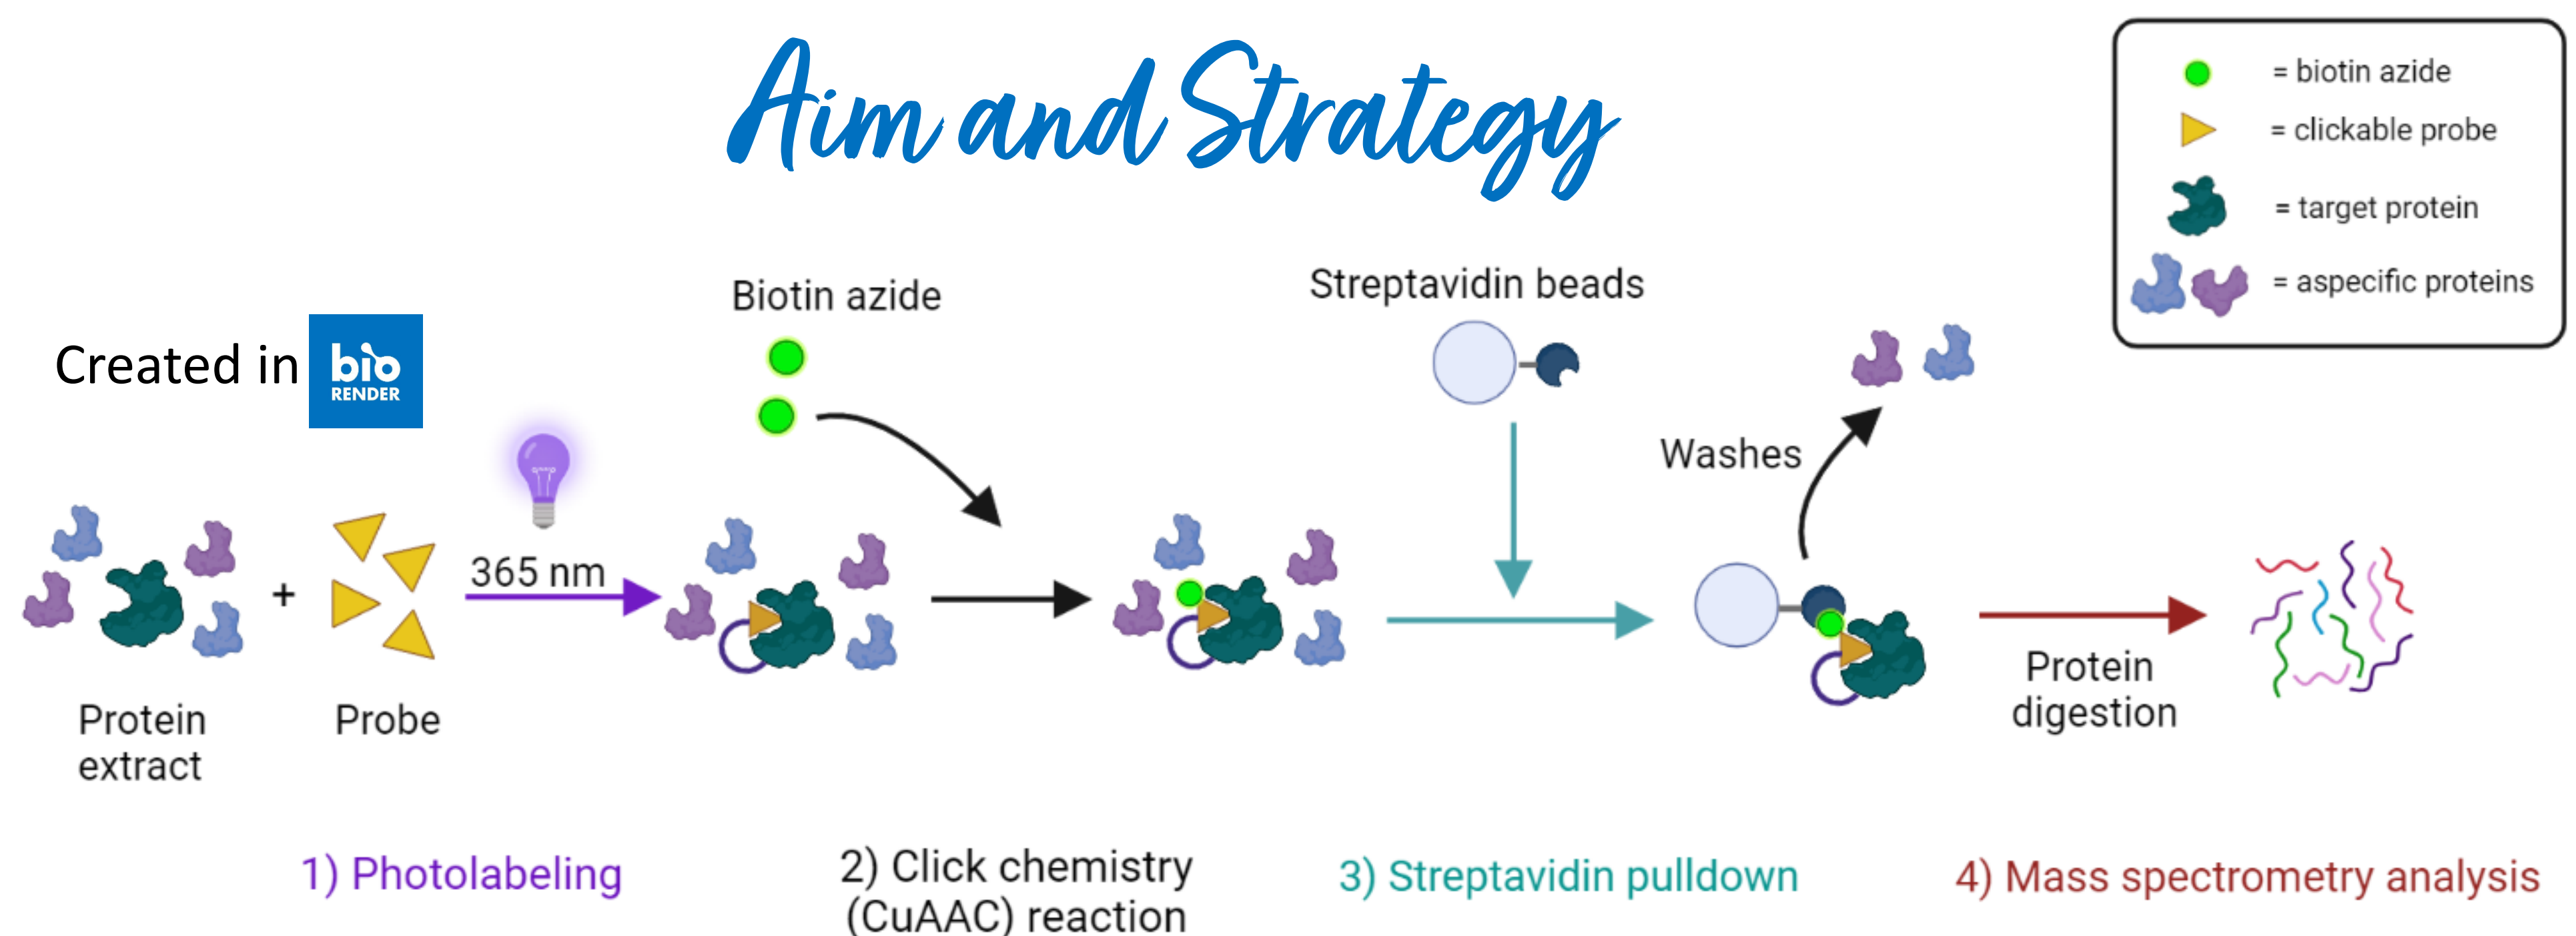 Aim and Strategy
= biotin azide
= clickable probe
= target protein
= aspecific proteins
Created in
bio
RENDER
Biotin azide
Streptavidin beads
Washes
365 nm
+
Protein
extract
Probe
Protein
digestion
1) Photolabeling
2) Click chemistry
(CuAAC) reaction
3) Streptavidin pulldown
4) Mass spectrometry analysis